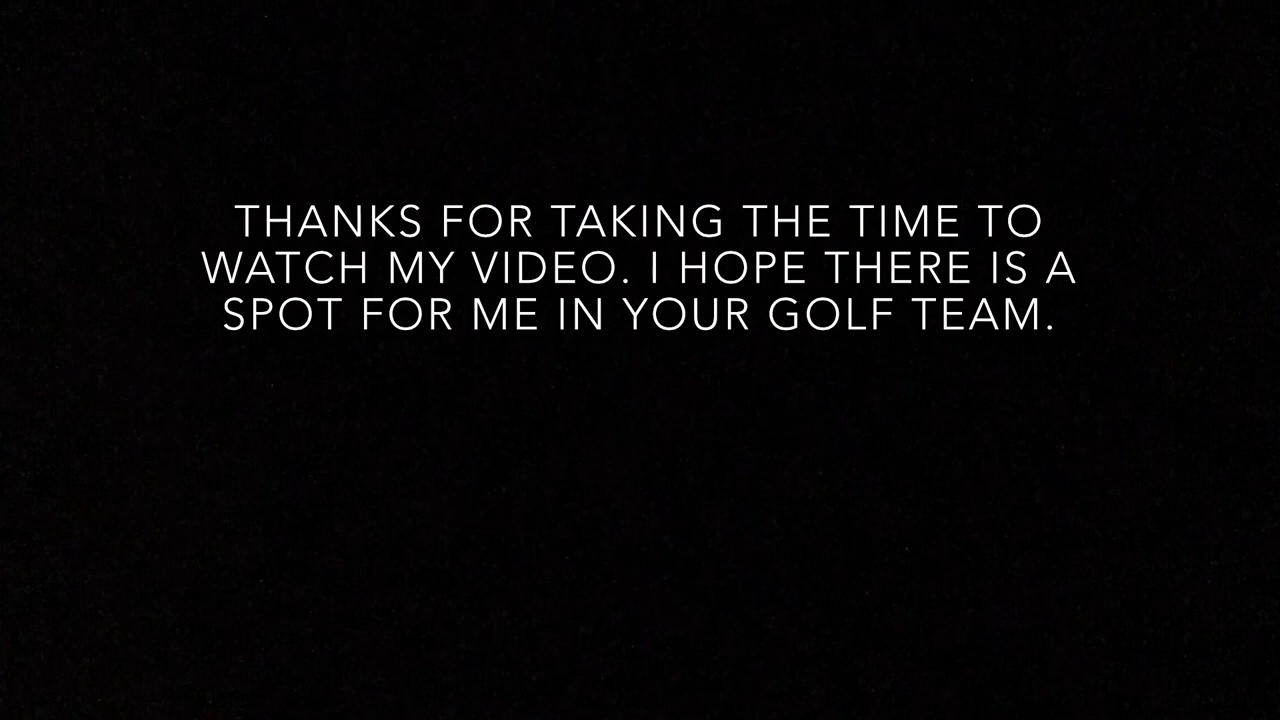 THANKS FOR TAKING THE TIME TO
WATCH MY VIDEO. I HOPE THERE IS A
SPOT FOR ME IN YOUR GOLF TEAM.